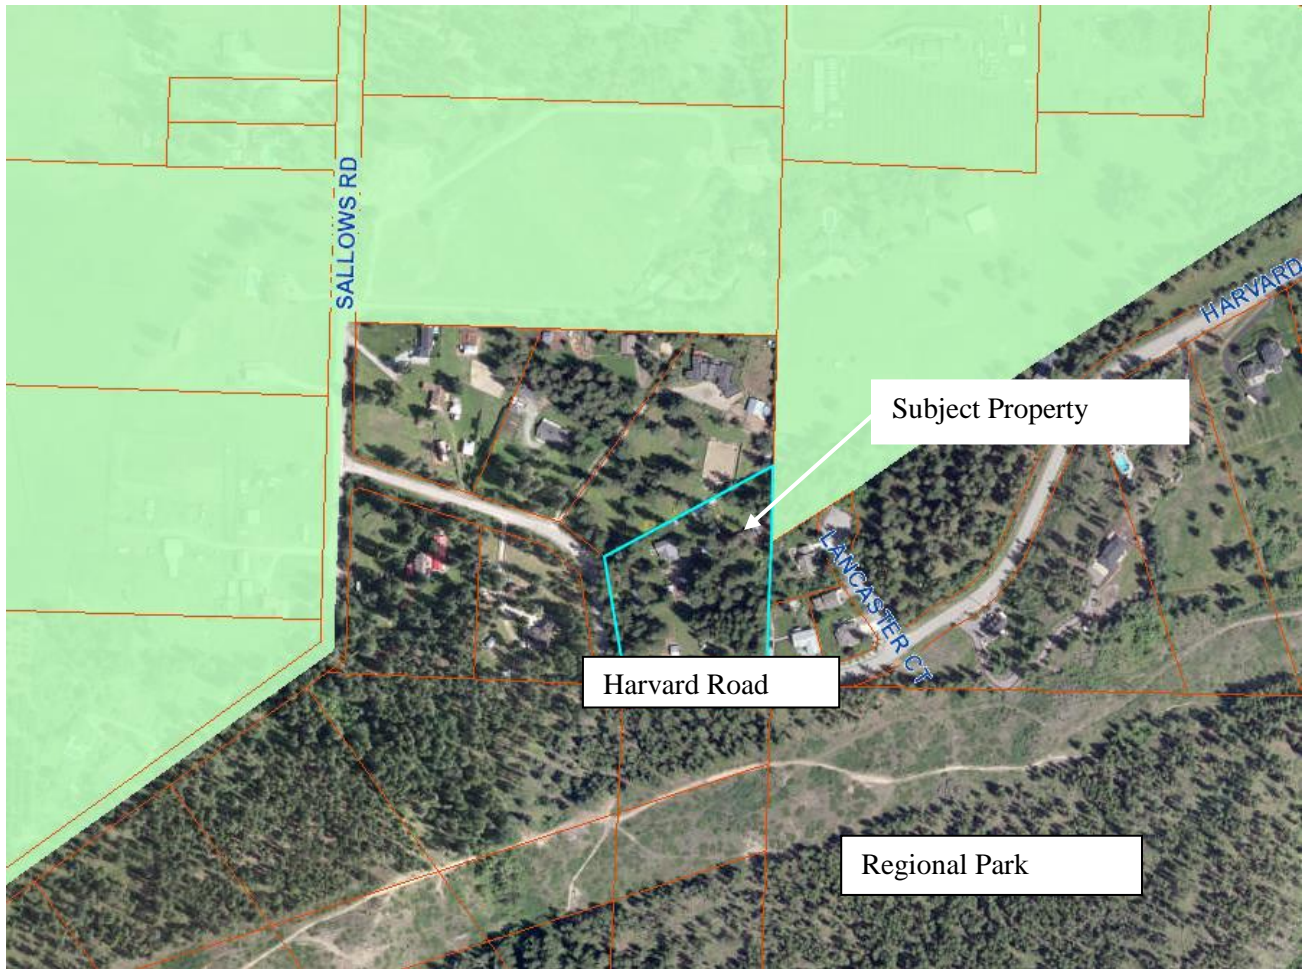 SALLOWS RD
HARVARD
Subject Property
LANCASTER CT
Harvard Road
Regional Park